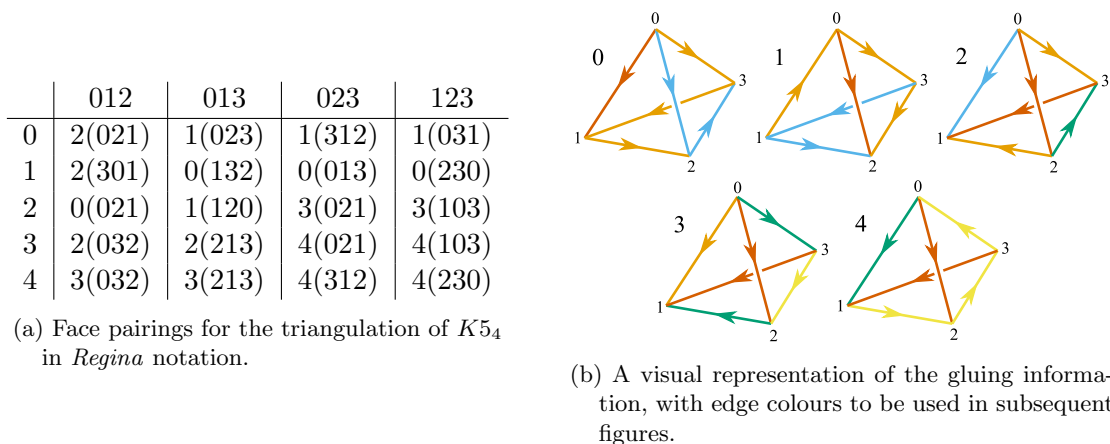 012 013 023 123
0 2(021) 1(023) 1(312) 1(031)
1 2(301) 0(132) 0(013) 0(230)
2 0(021) 1(120) 3(021) 3(103)
3 2(032) 2(213) 4(021) 4(103)
4 3(032) 3(213) 4(312) 4(230)
(a) Face pairings for the triangulation of K5₄
in Regina notation.
0 0 0
0 1 2
3 3 3
1 1 1
2 2 2
0 0
3 4
3 3
1 1
2 2
(b) A visual representation of the gluing informa-
tion, with edge colours to be used in subsequent
figures.